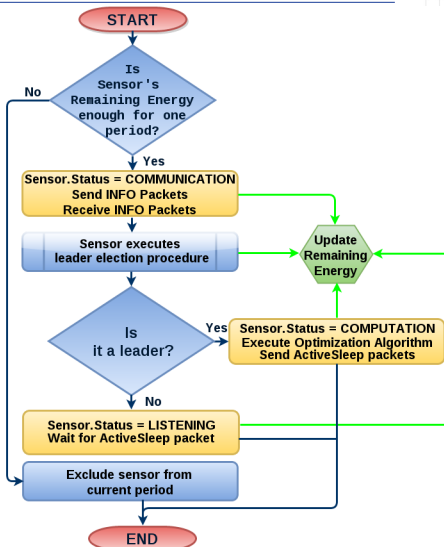 START
Is
Sensor's
Remaining Energy
enough for one
period?
No
Yes
Sensor.Status = COMMUNICATION
Send INFO Packets
Receive INFO Packets
Sensor executes
leader election procedure
Update
Remaining
Energy
Is
it a leader?
Yes
Sensor.Status = COMPUTATION
Execute Optimization Algorithm
Send ActiveSleep packets
No
Sensor.Status = LISTENING
Wait for ActiveSleep packet
Exclude sensor from
current period
END